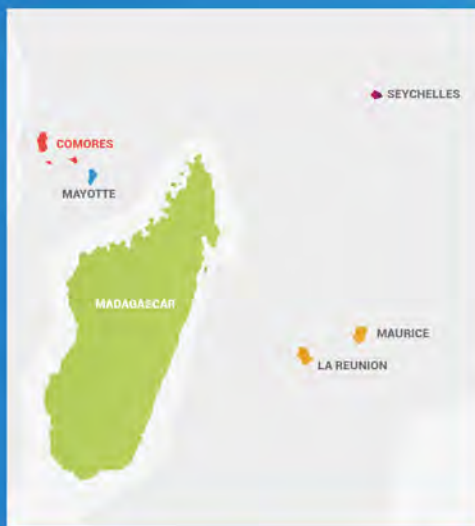 SEYCHELLES
COMORES
MAYOTTE
MADAGASCAR
MAURICE
LA REUNION